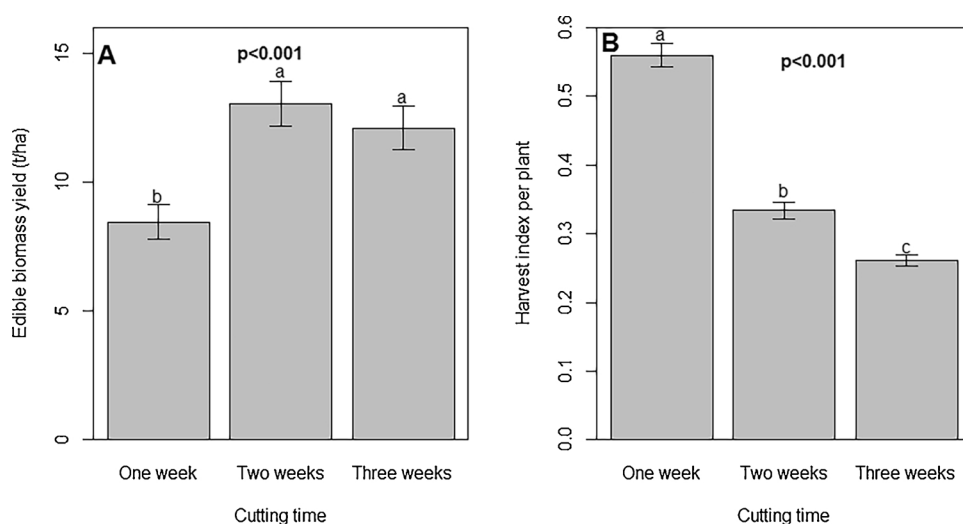 A
p<0.001
15
10
5
0
Edible biomass yield (t/ha)
b
a
a
One week
Two weeks
Three weeks
Cutting time
B
p<0.001
0.6
0.5
0.4
0.3
0.2
0.1
0.0
Harvest index per plant
a
b
c
One week
Two weeks
Three weeks
Cutting time